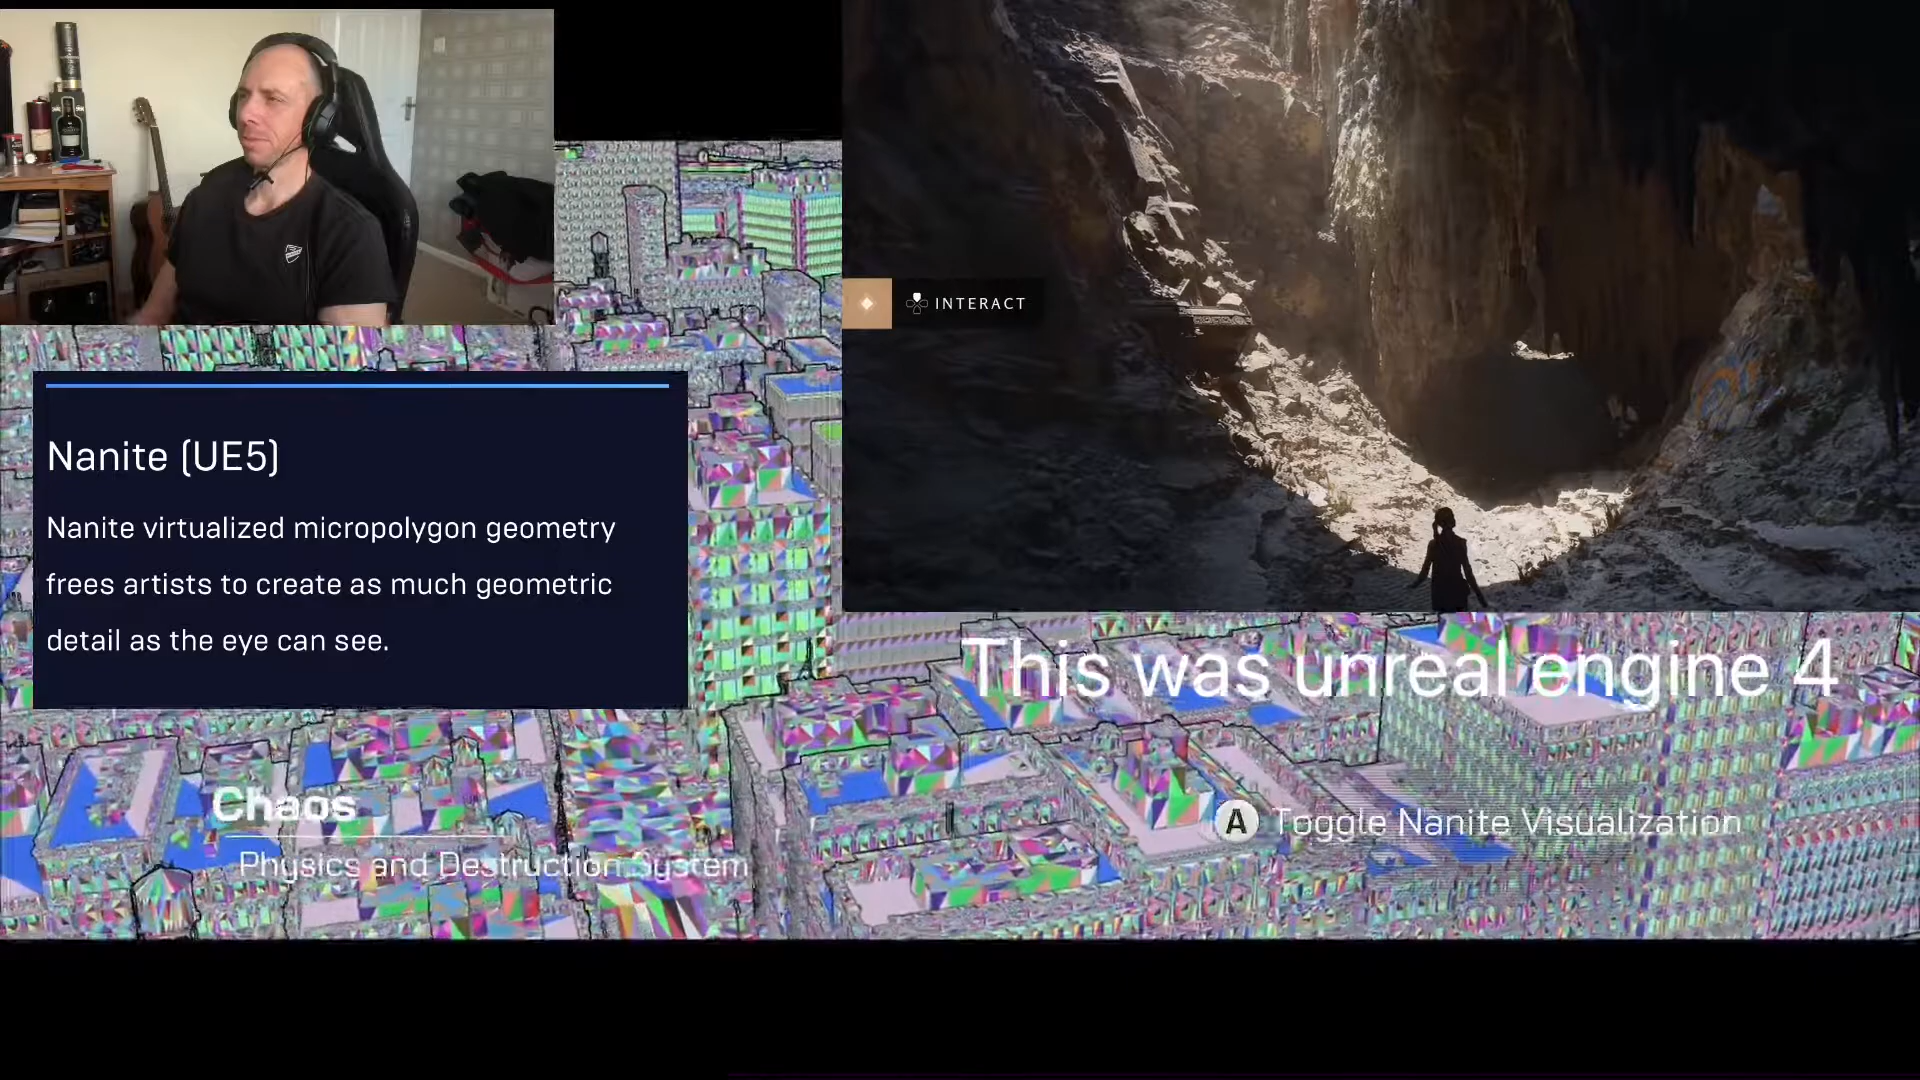 INTERACT
Nanite (UE5)
Nanite virtualized micropolygon geometry
frees artists to create as much geometric
detail as the eye can see.
This was unreal engine 4
Chaos
Physics and Destruction System
A Toggle Nanite Visualization